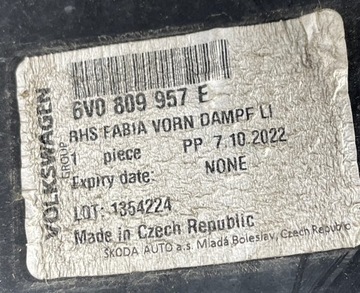 VOLKSWAGEN
GROUP
6V0 809 957 E
RHS FABIA VORN DAMPF LI
1 piece PP 7.10.2022
Expiry date: NONE
LOT: 1354224
Made in Czech Republic
ŠKODA AUTO a.s. Mladá Boleslav, Czech Republic